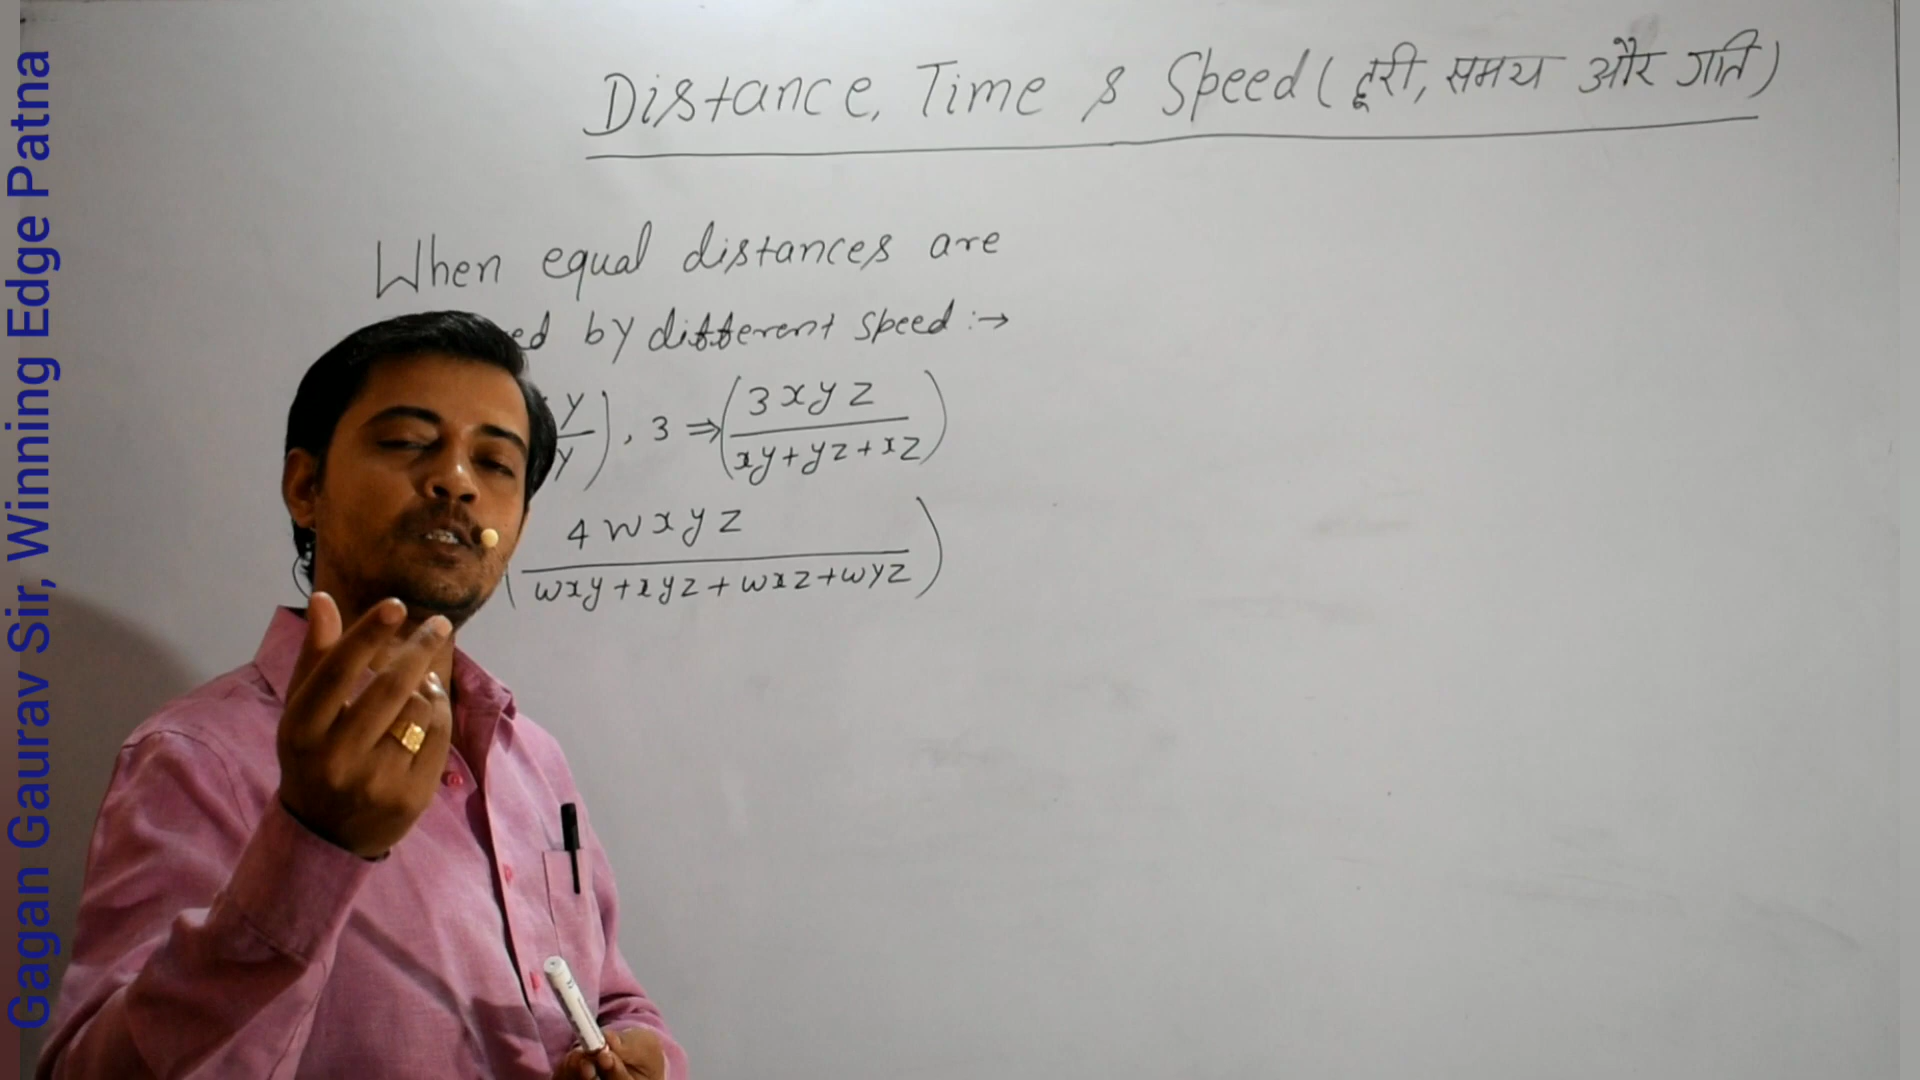 Gagan Gaurav Sir, Winning Edge Patna
Distance, Time & Speed (दूरी, समय और गति)
When equal distances are
ed by different speed :→
y/y), 3 ⇒ (3xyz/xy+yz+xz)
(4wxyz/wxy+xyz+wxz+wyz)